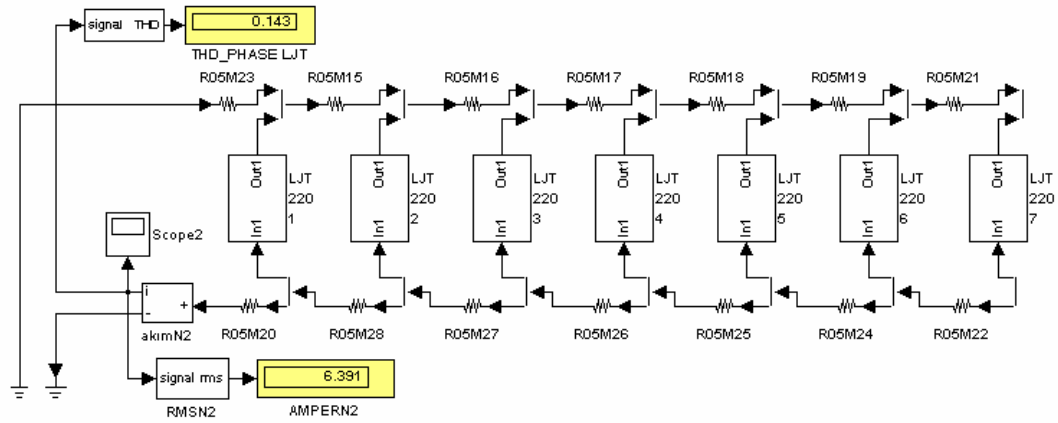 signal THD
0.143
THD_PHASE LJT
R05M23
R05M15
R05M16
R05M17
R05M18
R05M19
R05M21
Out1
In1
LJT
220
1
Out1
In1
LJT
220
2
Out1
In1
LJT
220
3
Out1
In1
LJT
220
4
Out1
In1
LJT
220
5
Out1
In1
LJT
220
6
Out1
In1
LJT
220
7
Scope2
i
+
-
akımN2
R05M20
R05M28
R05M27
R05M26
R05M25
R05M24
R05M22
signal rms
6.391
RMSN2
AMPERN2